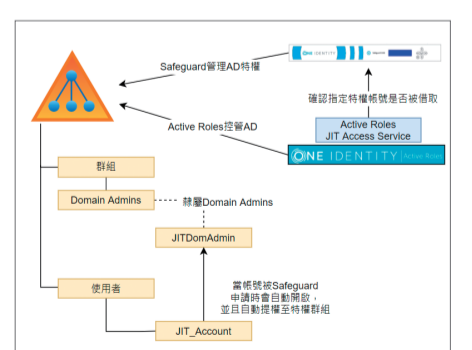 ONE IDENTITY
Safeguard管理AD特權
確認指定特權帳號是否被借取
Active Roles
JIT Access Service
Active Roles控管AD
ONE IDENTITY Active Roles
群組
Domain Admins
隸屬Domain Admins
JITDomAdmin
使用者
當帳號被Safeguard
申請時會自動開啟，
並且自動提權至特權群組
JIT_Account